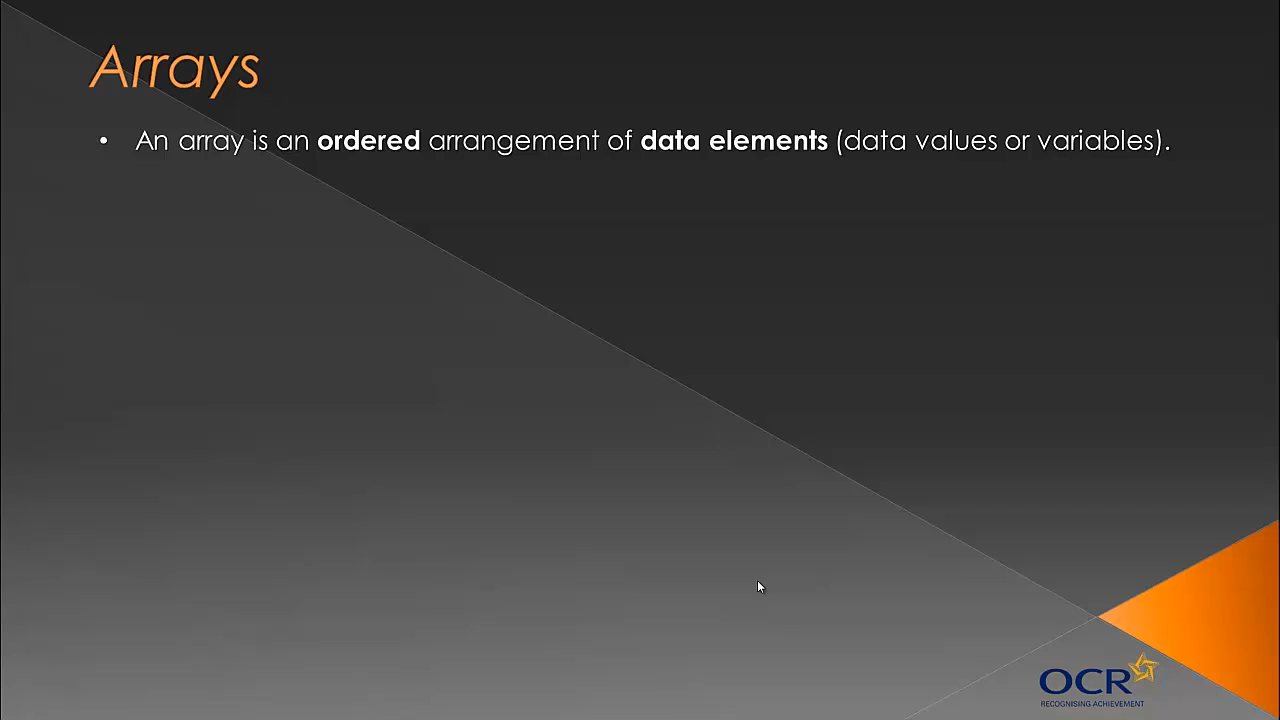 Arrays
• An array is an ordered arrangement of data elements (data values or variables).
OCR
RECOGNISING ACHIEVEMENT